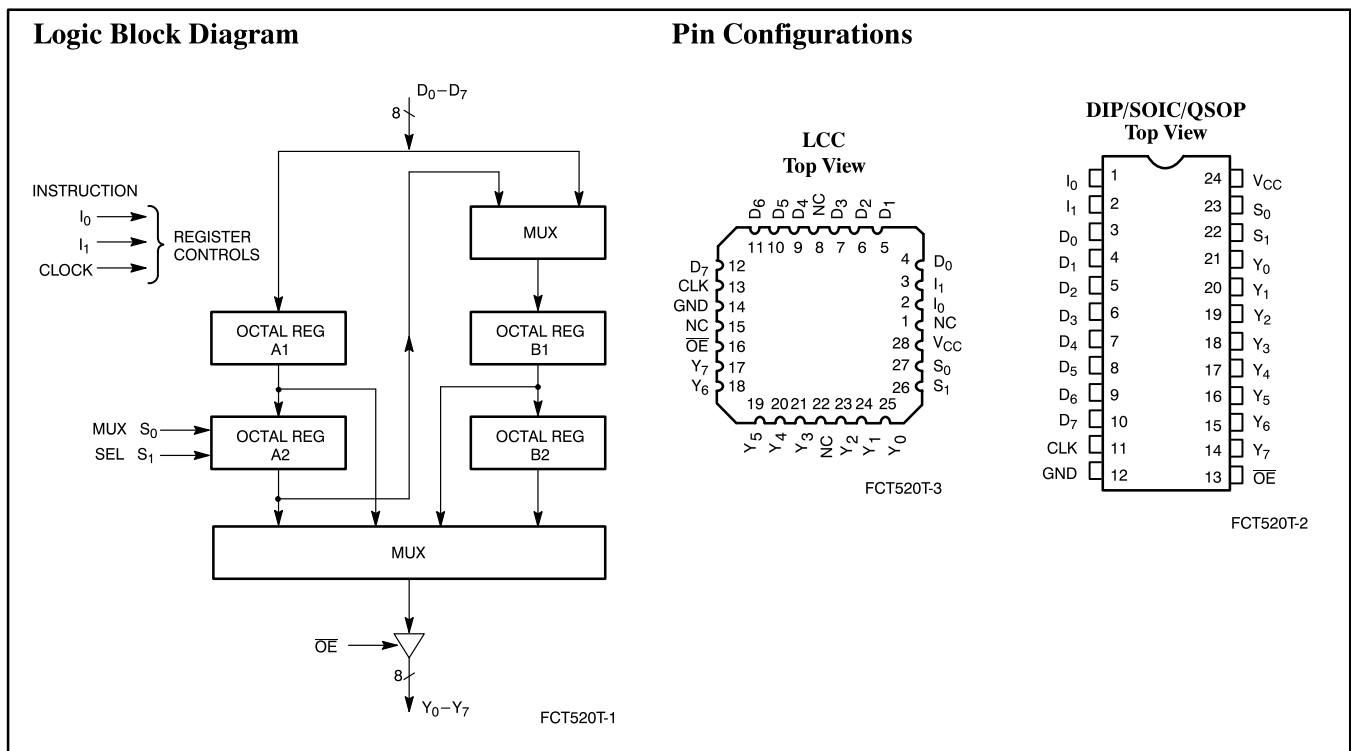 Logic Block Diagram
D0–D7
8
INSTRUCTION
I0
I1
CLOCK
REGISTER
CONTROLS
MUX
OCTAL REG
A1
OCTAL REG
B1
MUX S0
SEL S1
OCTAL REG
A2
OCTAL REG
B2
MUX
OE
8
Y0–Y7
FCT520T-1
Pin Configurations
LCC
Top View
D6 D5 D4 NC D3 D2 D1
11 10 9 8 7 6 5
D7 12
CLK 13
GND 14
NC 15
OE 16
Y7 17
Y6 18
4 D0
3 I1
2 I0
1 NC
28 VCC
27 S0
26 S1
19 20 21 22 23 24 25
Y5 Y4 Y3 NC Y2 Y1 Y0
FCT520T-3
DIP/SOIC/QSOP
Top View
I0 1 24 VCC
I1 2 23 S0
D0 3 22 S1
D1 4 21 Y0
D2 5 20 Y1
D3 6 19 Y2
D4 7 18 Y3
D5 8 17 Y4
D6 9 16 Y5
D7 10 15 Y6
CLK 11 14 Y7
GND 12 13 OE
FCT520T-2